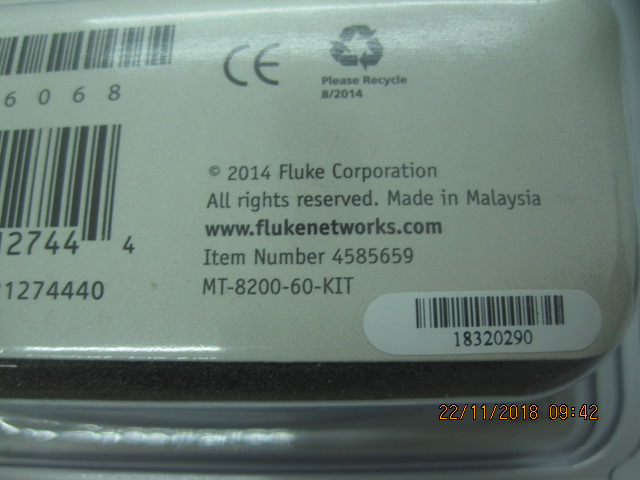 6068
CE
Please Recycle
8/2014
12744 4
1274440
© 2014 Fluke Corporation
All rights reserved. Made in Malaysia
www.flukenetworks.com
Item Number 4585659
MT-8200-60-KIT
18320290
22/11/2018 09:42